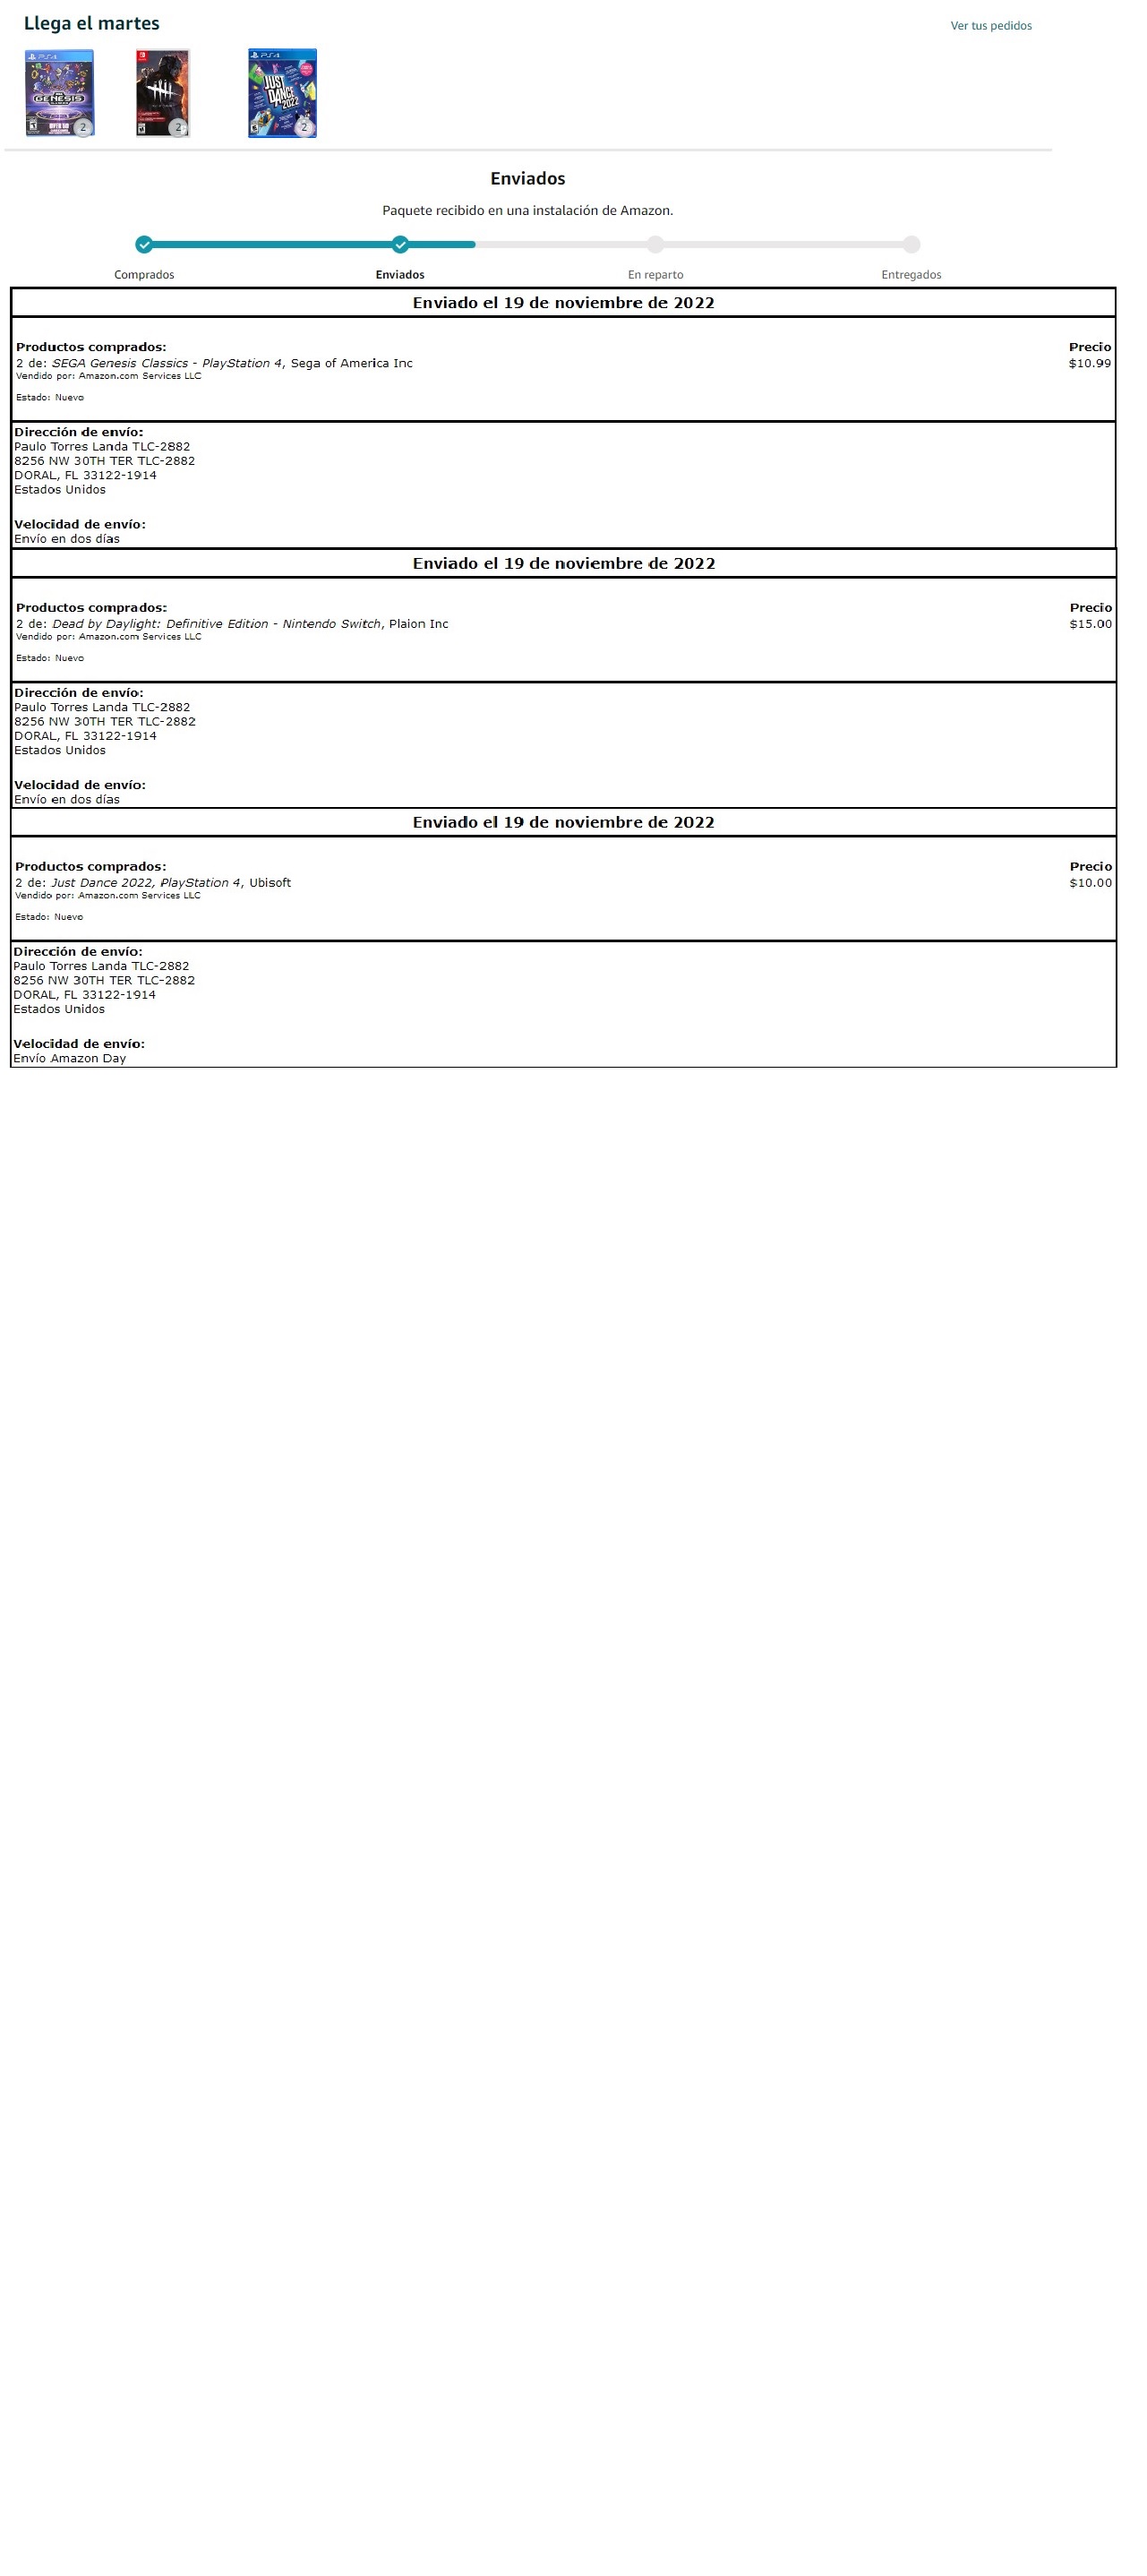 Llega el martes
Ver tus pedidos
PS4
GENESIS
2
2
PS4
JUST
DANCE
2022
2
Enviados
Paquete recibido en una instalación de Amazon.
Comprados
Enviados
En reparto
Entregados
Enviado el 19 de noviembre de 2022
Productos comprados: Precio
2 de: SEGA Genesis Classics - PlayStation 4, Sega of America Inc $10.99
Vendido por: Amazon.com Services LLC
Estado: Nuevo
Dirección de envío:
Paulo Torres Landa TLC-2882
8256 NW 30TH TER TLC-2882
DORAL, FL 33122-1914
Estados Unidos
Velocidad de envío:
Envío en dos días
Enviado el 19 de noviembre de 2022
Productos comprados: Precio
2 de: Dead by Daylight: Definitive Edition - Nintendo Switch, Plaion Inc $15.00
Vendido por: Amazon.com Services LLC
Estado: Nuevo
Dirección de envío:
Paulo Torres Landa TLC-2882
8256 NW 30TH TER TLC-2882
DORAL, FL 33122-1914
Estados Unidos
Velocidad de envío:
Envío en dos días
Enviado el 19 de noviembre de 2022
Productos comprados: Precio
2 de: Just Dance 2022, PlayStation 4, Ubisoft $10.00
Vendido por: Amazon.com Services LLC
Estado: Nuevo
Dirección de envío:
Paulo Torres Landa TLC-2882
8256 NW 30TH TER TLC-2882
DORAL, FL 33122-1914
Estados Unidos
Velocidad de envío:
Envío Amazon Day